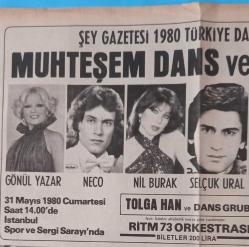 ŞEY GAZETESİ 1980 TÜRKİYE DA
MUHTEŞEM DANS ve
GÖNÜL YAZAR NECO NİL BURAK SELÇUK URAL
31 Mayıs 1980 Cumartesi
Saat 14.00'de
İstanbul
Spor ve Sergi Sarayı'nda
TOLGA HAN ve DANS GRUB
RİTM 73 ORKESTRASI
BİLETLER 200 LİRA